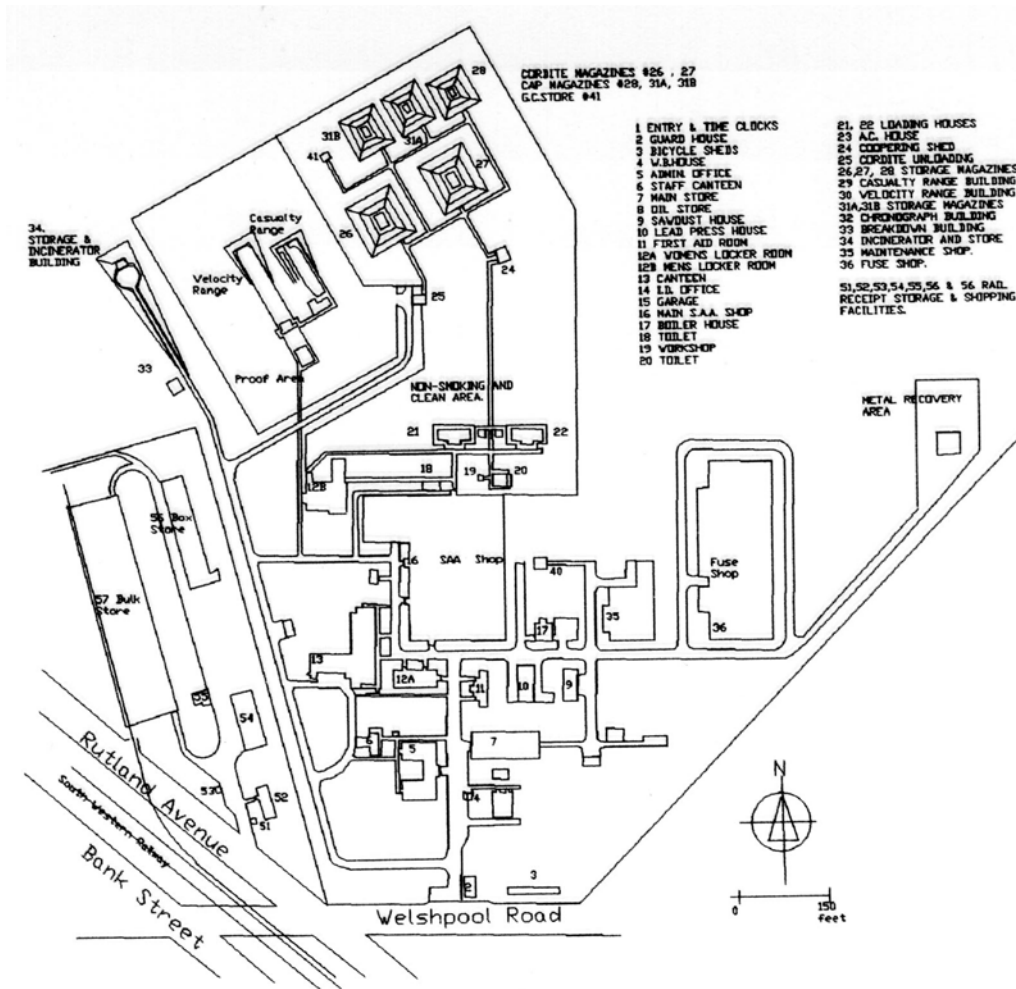 CORDITE MAGAZINES #26 , 27
CAP MAGAZINES #28, 31A, 31B
G.C.STORE #41
1 ENTRY & TIME CLOCKS
2 GUARD HOUSE
3 BICYCLE SHEDS
4 W.B.HOUSE
5 ADMIN. OFFICE
6 STAFF CANTEEN
7 MAIN STORE
8 OIL STORE
9 SAWDUST HOUSE
10 LEAD PRESS HOUSE
11 FIRST AID ROOM
12A WOMENS LOCKER ROOM
12B MENS LOCKER ROOM
13 CANTEEN
14 I.D. OFFICE
15 GARAGE
16 MAIN S.A.A. SHOP
17 BOILER HOUSE
18 TOILET
19 WORKSHOP
20 TOILET
21, 22 LOADING HOUSES
23 A.C. HOUSE
24 COOPERING SHED
25 CORDITE UNLOADING
26,27, 28 STORAGE MAGAZINES
29 CASUALTY RANGE BUILDING
30 VELOCITY RANGE BUILDING
31A,31B STORAGE MAGAZINES
32 CHRONOGRAPH BUILDING
33 BREAKDOWN BUILDING
34 INCINERATOR AND STORE
35 MAINTENANCE SHOP.
36 FUSE SHOP.
51,52,53,54,55,56 & 56 RAIL
RECEIPT STORAGE & SHIPPING
FACILITIES.
28
31B
31A
41
27
26
24
25
34.
STORAGE &
INCINERATOR
BUILDING
Casualty
Range
Velocity
Range
Proof Area
33
NON-SMOKING AND
CLEAN AREA.
METAL RECOVERY
AREA
21
22
18
19
20
12B
56 Box
Store
57 Bulk
Store
16
SAA Shop
40
Fuse
Shop
35
17
36
13
12A
11
10
9
55
54
6
5
7
53
52
51
4
2
3
Rutland Avenue
South Western Railway
Bank Street
Welshpool Road
N
0
150
feet